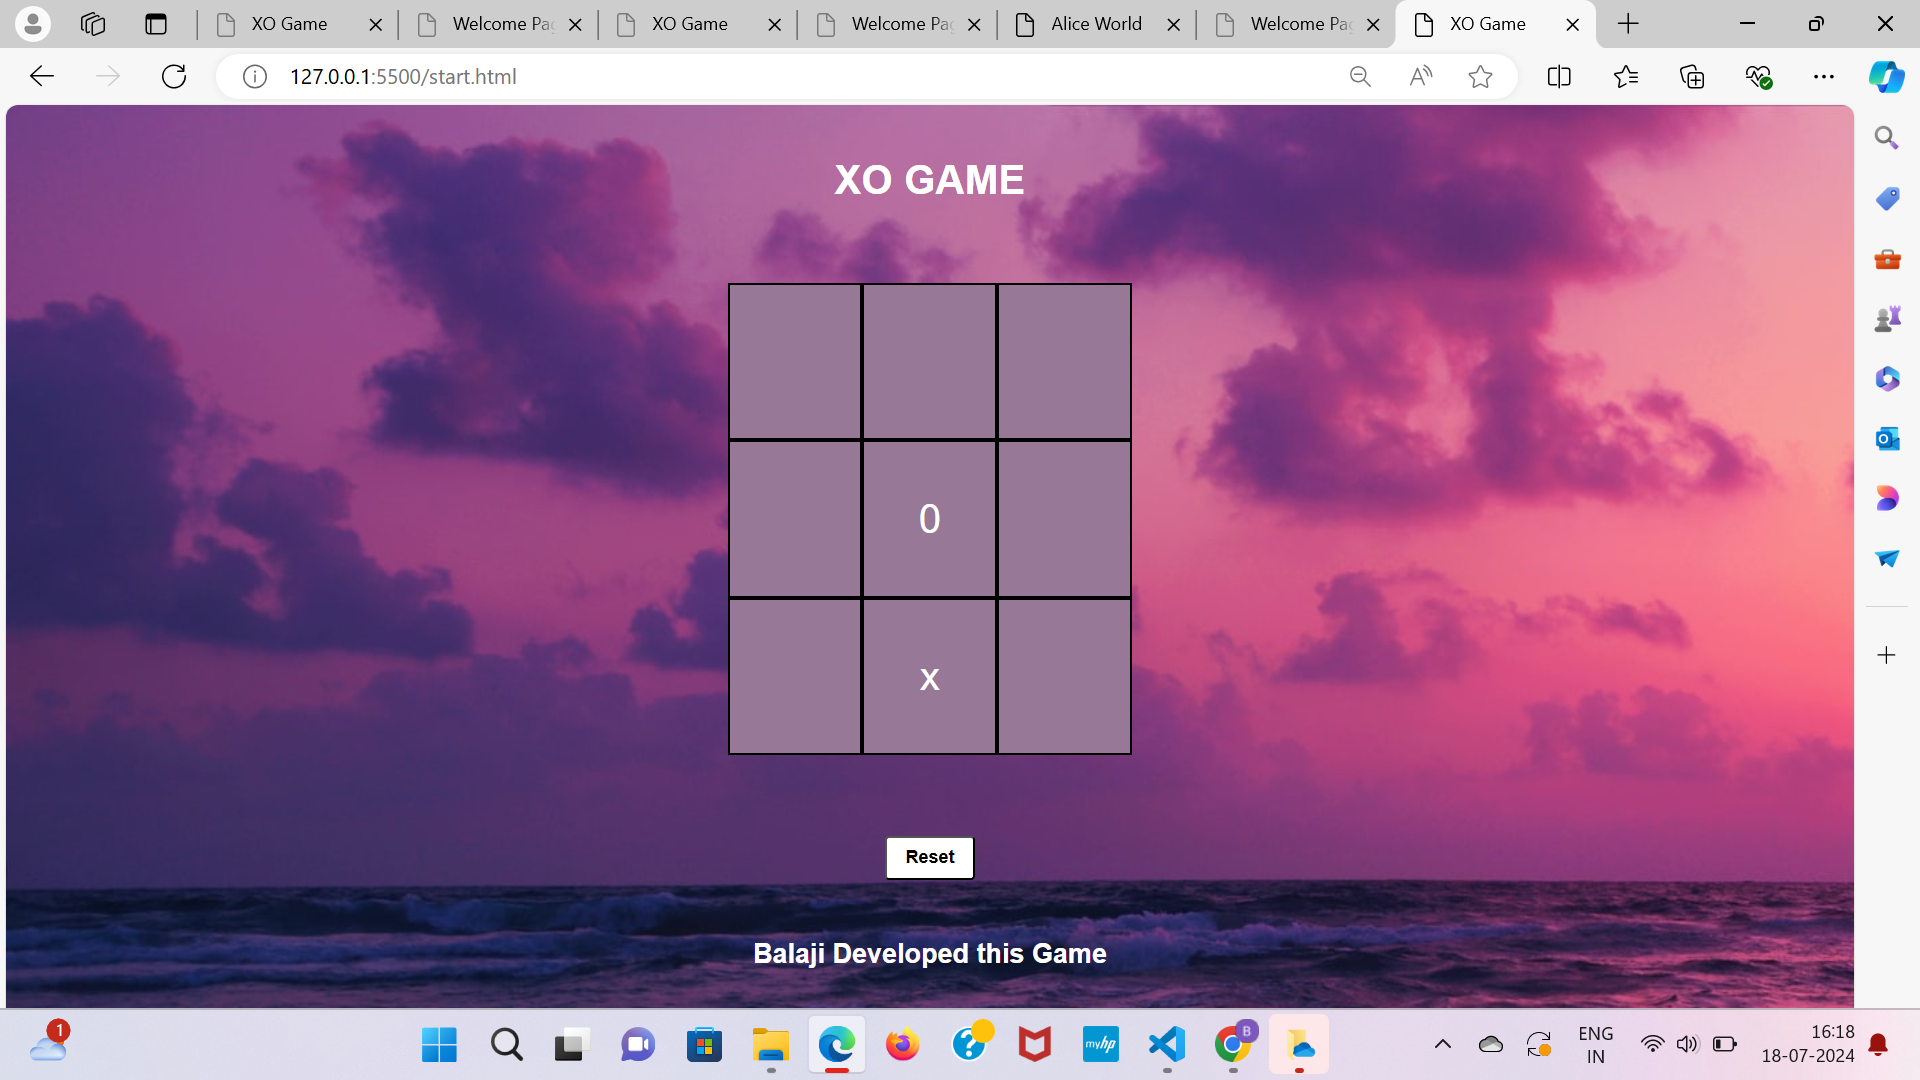 XO Game
Welcome Pa
XO Game
Welcome Pa
Alice World
Welcome Pa
XO Game
127.0.0.1:5500/start.html
XO GAME
0
x
Reset
Balaji Developed this Game
1
myhp
B
ENG
IN
16:18
18-07-2024